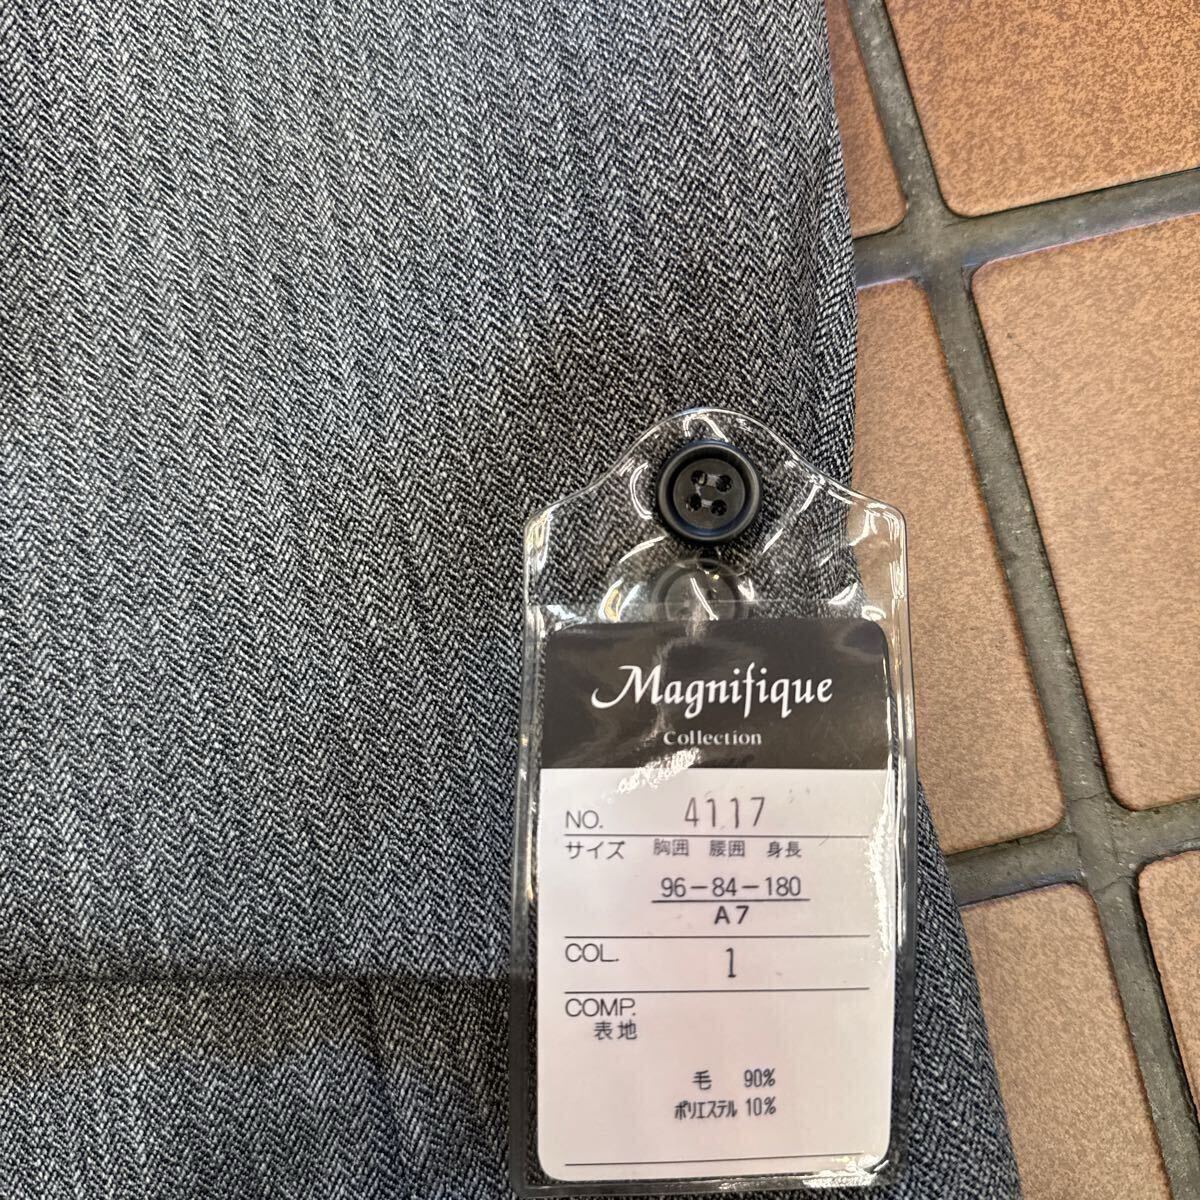 Magnifique
Collection
NO. 4117
サイズ 胸囲 腰囲 身長
96-84-180
A7
COL. 1
COMP.
表地
毛 90%
ポリエステル 10%